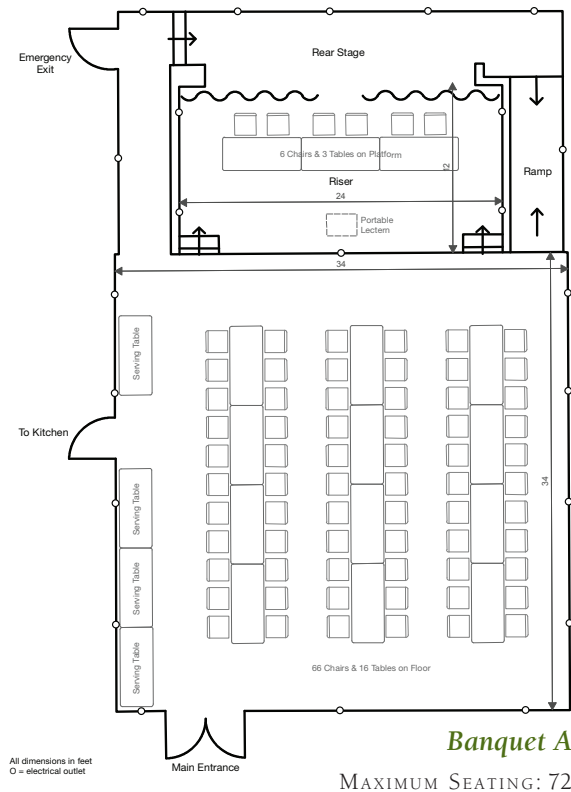 Emergency
Exit
Rear Stage
6 Chairs & 3 Tables on Platform
12
Ramp
Riser
24
Portable
Lectern
34
Serving Table
To Kitchen
34
Serving Table
Serving Table
Serving Table
66 Chairs & 16 Tables on Floor
Banquet A
All dimensions in feet
O = electrical outlet
Main Entrance
MAXIMUM SEATING: 72